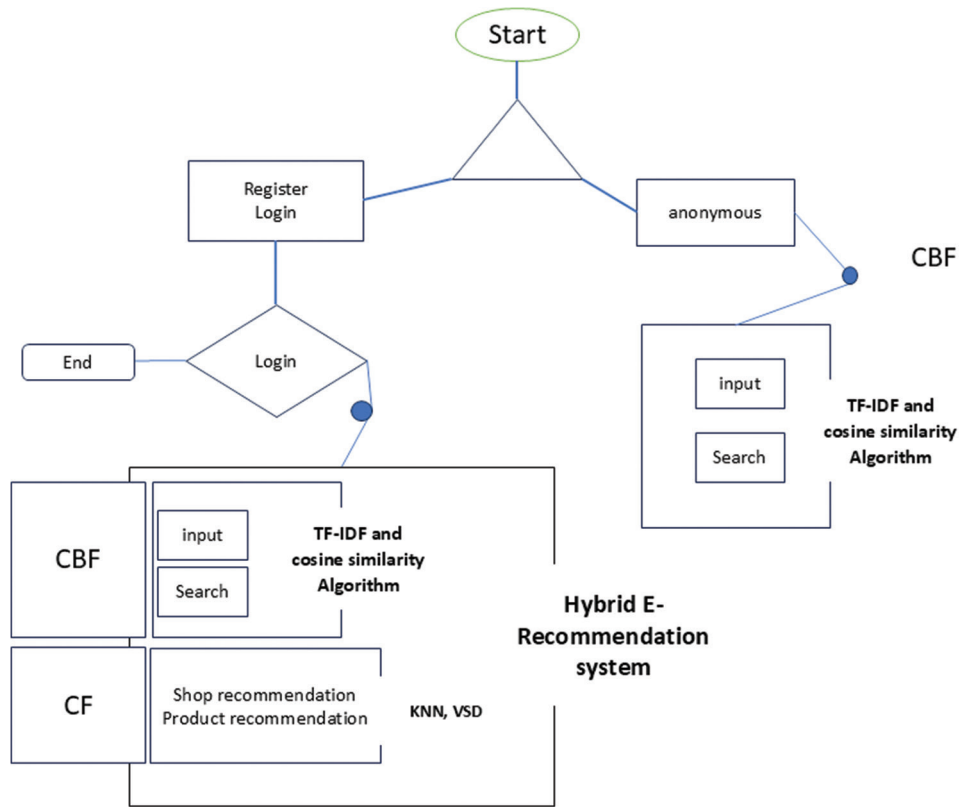 Start
Register
Login
anonymous
CBF
End
Login
input
Search
TF-IDF and
cosine similarity
Algorithm
CBF
input
Search
TF-IDF and
cosine similarity
Algorithm
Hybrid E-
Recommendation
system
CF
Shop recommendation
Product recommendation
KNN, VSD